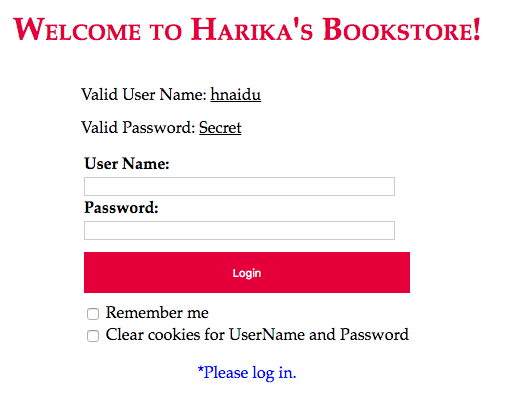 Welcome to Harika's Bookstore!
Valid User Name: hnaidu
Valid Password: Secret
User Name:
Password:
Login
Remember me
Clear cookies for UserName and Password
*Please log in.